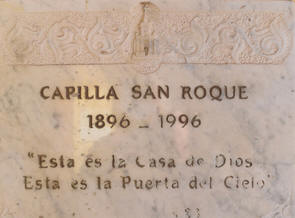 CAPILLA SAN ROQUE
1896 - 1996
"Esta es la Casa de Dios
Esta es la Puerta del Cielo"